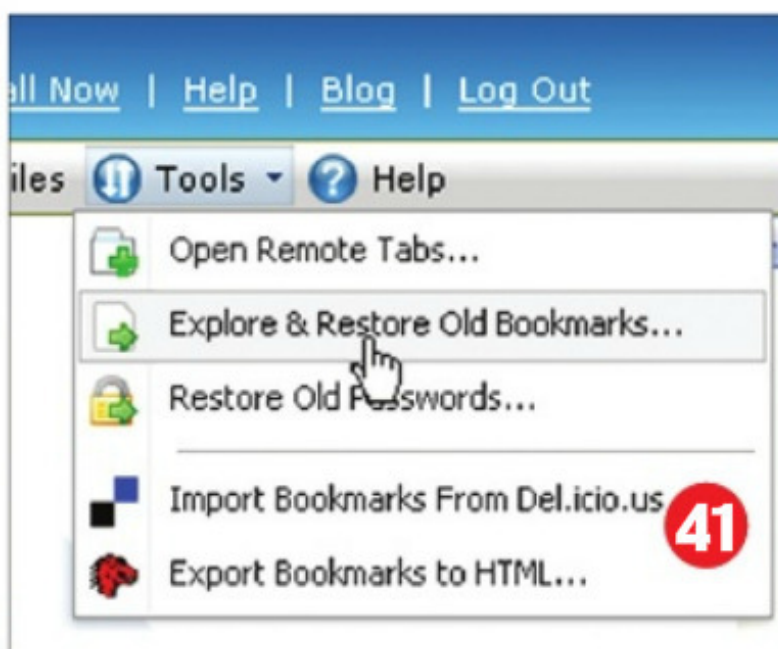 all Now | Help | Blog | Log Out
iles Tools Help
Open Remote Tabs...
Explore & Restore Old Bookmarks...
Restore Old Passwords...
Import Bookmarks From Del.icio.us
41
Export Bookmarks to HTML...